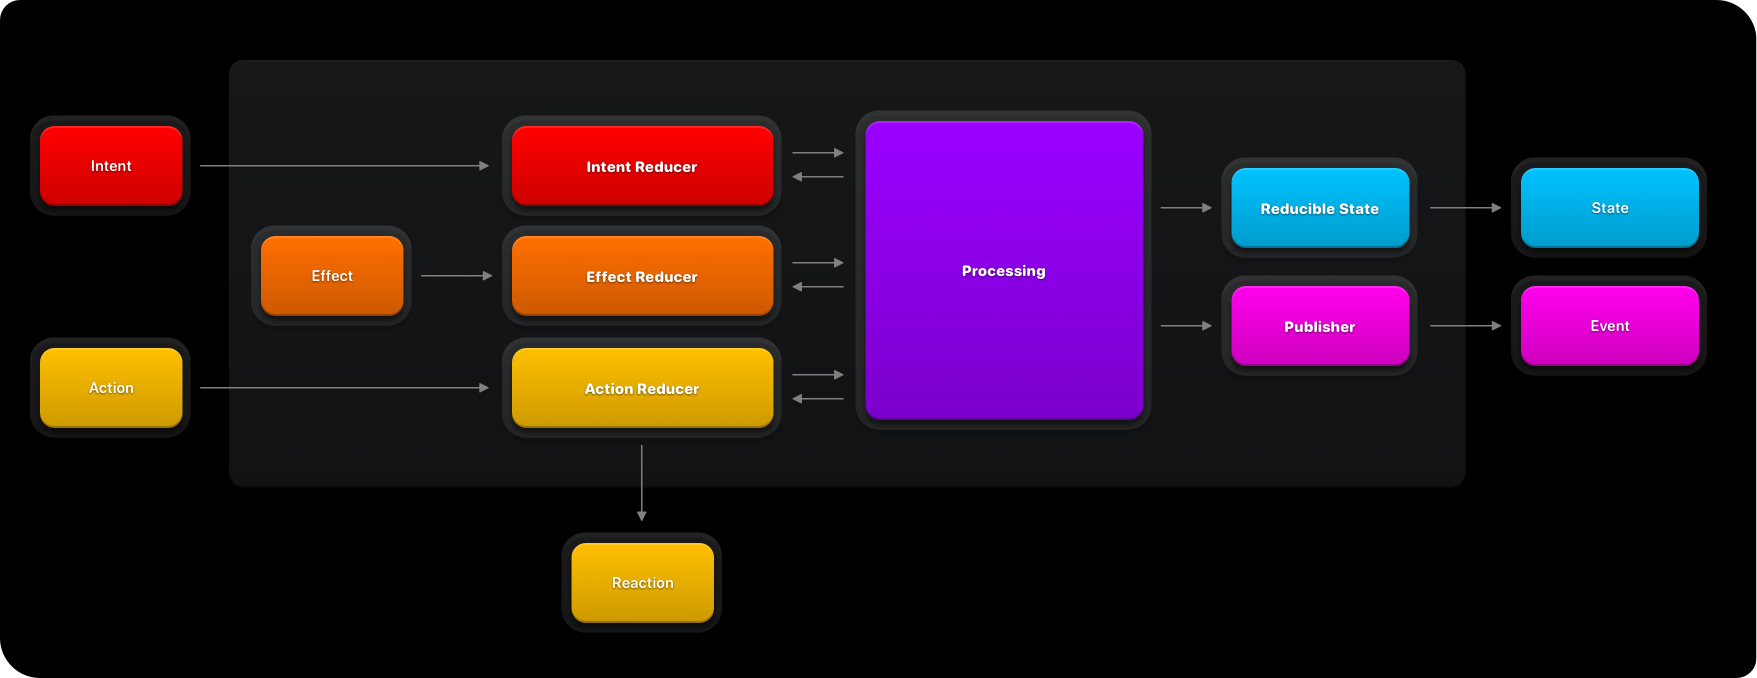 Intent
Intent Reducer
Effect
Effect Reducer
Action
Action Reducer
Processing
Reducible State
State
Publisher
Event
Reaction